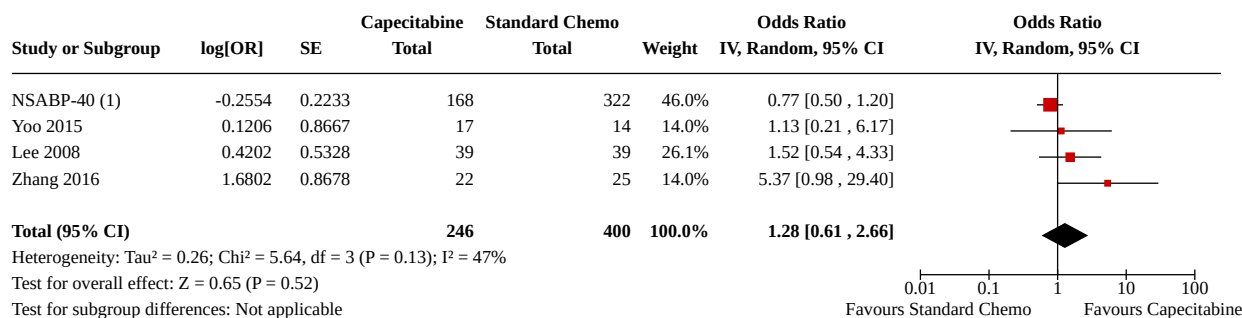 Capecitabine Standard Chemo Odds Ratio Odds Ratio
Study or Subgroup log[OR] SE Total Total Weight IV, Random, 95% CI IV, Random, 95% CI
NSABP-40 (1) -0.2554 0.2233 168 322 46.0% 0.77 [0.50 , 1.20]
Yoo 2015 0.1206 0.8667 17 14 14.0% 1.13 [0.21 , 6.17]
Lee 2008 0.4202 0.5328 39 39 26.1% 1.52 [0.54 , 4.33]
Zhang 2016 1.6802 0.8678 22 25 14.0% 5.37 [0.98 , 29.40]
Total (95% CI) 246 400 100.0% 1.28 [0.61 , 2.66]
Heterogeneity: Tau² = 0.26; Chi² = 5.64, df = 3 (P = 0.13); I² = 47%
Test for overall effect: Z = 0.65 (P = 0.52)
Test for subgroup differences: Not applicable
0.01 0.1 1 10 100
Favours Standard Chemo Favours Capecitabine